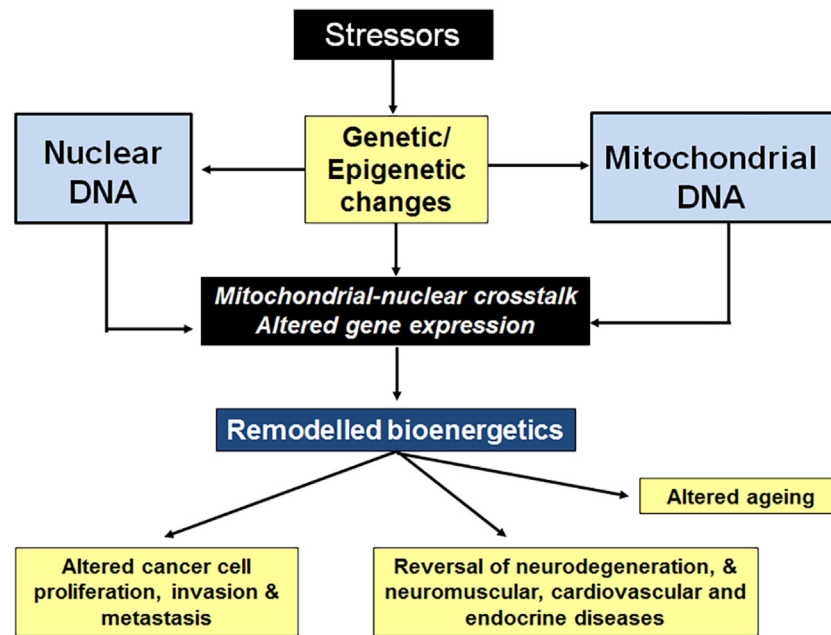 Stressors
Genetic/
Epigenetic
changes
Nuclear
DNA
Mitochondrial
DNA
Mitochondrial-nuclear crosstalk
Altered gene expression
Remodelled bioenergetics
Altered ageing
Altered cancer cell
proliferation, invasion &
metastasis
Reversal of neurodegeneration, &
neuromuscular, cardiovascular and
endocrine diseases